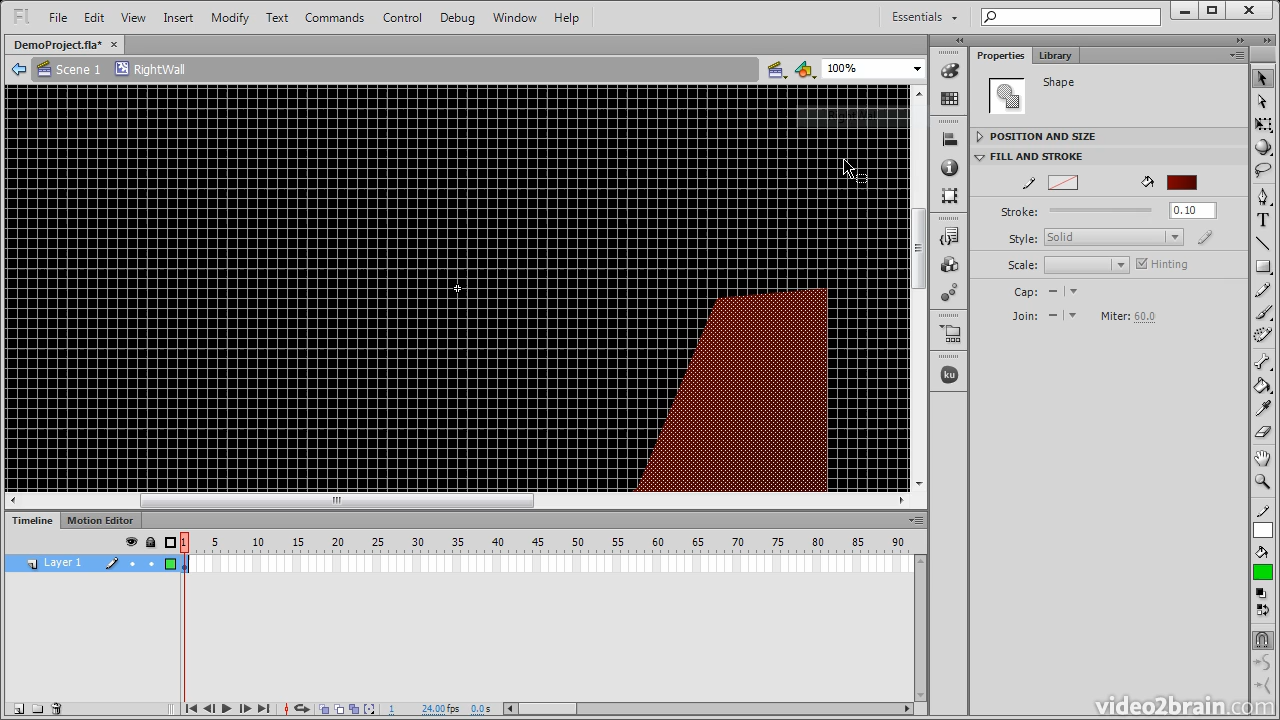 Fl File Edit View Insert Modify Text Commands Control Debug Window Help Essentials
DemoProject.fla* ×
Scene 1 RightWall 100%
Properties Library
Shape
POSITION AND SIZE
FILL AND STROKE
Stroke: 0.10
Style: Solid
Scale: Hinting
Cap:
Join: Miter: 60.0
ku
Timeline Motion Editor
1 5 10 15 20 25 30 35 40 45 50 55 60 65 70 75 80 85 90
Layer 1
1 24.00 fps 0.0 s
video2brain.com